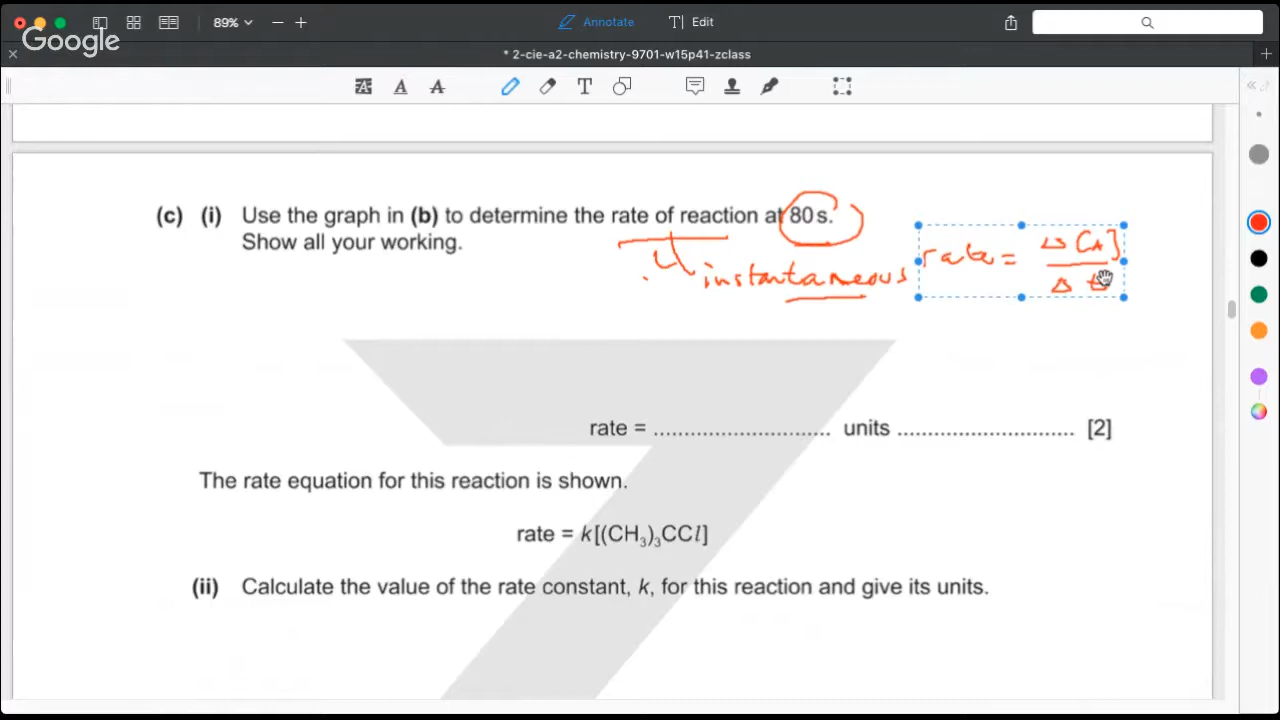 89%
Annotate
Edit
Google
* 2-cie-a2-chemistry-9701-w15p41-zclass
(c) (i) Use the graph in (b) to determine the rate of reaction at 80 s.
Show all your working.
instantaneous
rate = Δ [A]
Δ t
rate = .............................. units .............................. [2]
The rate equation for this reaction is shown.
rate = k[(CH₃)₃CCl]
(ii) Calculate the value of the rate constant, k, for this reaction and give its units.